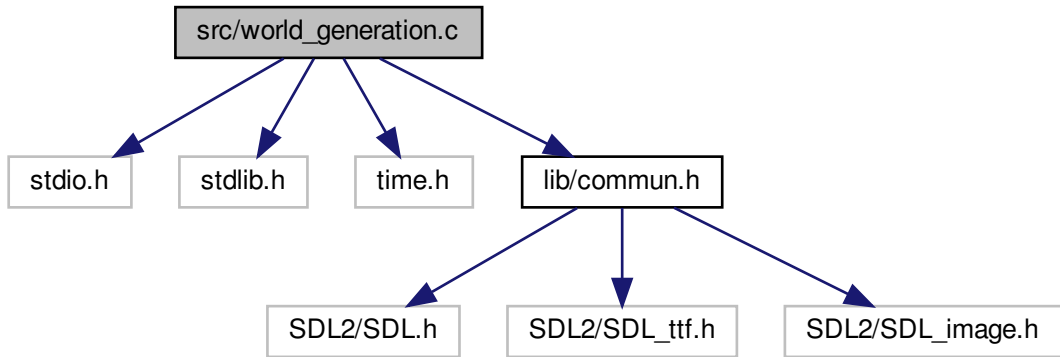 src/world_generation.c
stdio.h
stdlib.h
time.h
lib/commun.h
SDL2/SDL.h
SDL2/SDL_ttf.h
SDL2/SDL_image.h